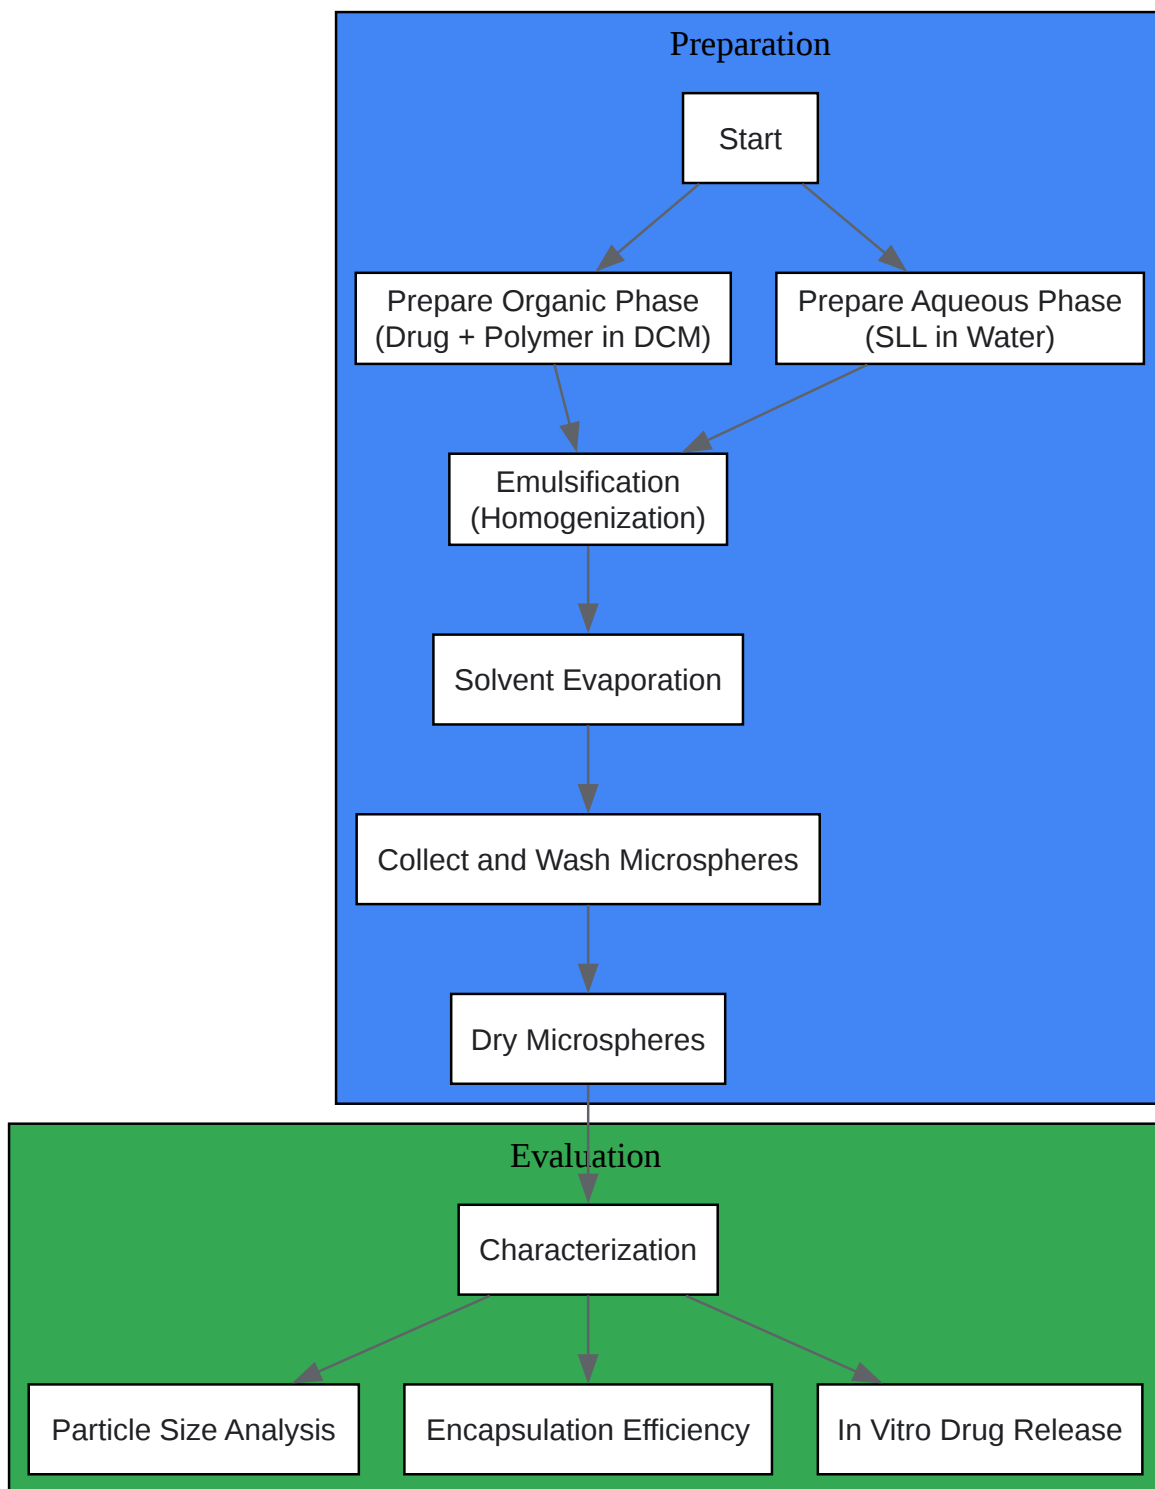 Preparation
Start
Prepare Organic Phase
(Drug + Polymer in DCM)
Prepare Aqueous Phase
(SLL in Water)
Emulsification
(Homogenization)
Solvent Evaporation
Collect and Wash Microspheres
Dry Microspheres
Evaluation
Characterization
Particle Size Analysis
Encapsulation Efficiency
In Vitro Drug Release